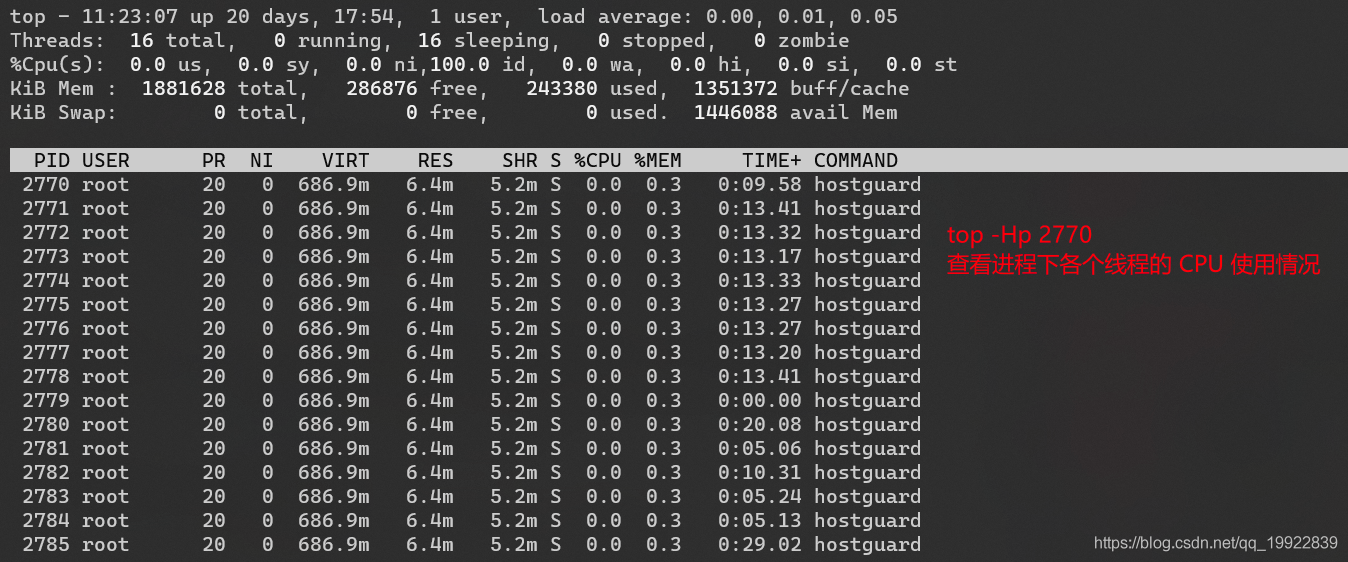 top - 11:23:07 up 20 days, 17:54,  1 user,  load average: 0.00, 0.01, 0.05
Threads:  16 total,   0 running,  16 sleeping,   0 stopped,   0 zombie
%Cpu(s):  0.0 us,  0.0 sy,  0.0 ni,100.0 id,  0.0 wa,  0.0 hi,  0.0 si,  0.0 st
KiB Mem :  1881628 total,   286876 free,   243380 used,  1351372 buff/cache
KiB Swap:        0 total,        0 free,        0 used.  1446088 avail Mem
PID USER      PR  NI    VIRT    RES    SHR S %CPU %MEM     TIME+ COMMAND
2770 root      20   0  686.9m   6.4m   5.2m S  0.0  0.3   0:09.58 hostguard
2771 root      20   0  686.9m   6.4m   5.2m S  0.0  0.3   0:13.41 hostguard
2772 root      20   0  686.9m   6.4m   5.2m S  0.0  0.3   0:13.32 hostguard
2773 root      20   0  686.9m   6.4m   5.2m S  0.0  0.3   0:13.17 hostguard
2774 root      20   0  686.9m   6.4m   5.2m S  0.0  0.3   0:13.33 hostguard
2775 root      20   0  686.9m   6.4m   5.2m S  0.0  0.3   0:13.27 hostguard
2776 root      20   0  686.9m   6.4m   5.2m S  0.0  0.3   0:13.27 hostguard
2777 root      20   0  686.9m   6.4m   5.2m S  0.0  0.3   0:13.20 hostguard
2778 root      20   0  686.9m   6.4m   5.2m S  0.0  0.3   0:13.41 hostguard
2779 root      20   0  686.9m   6.4m   5.2m S  0.0  0.3   0:00.00 hostguard
2780 root      20   0  686.9m   6.4m   5.2m S  0.0  0.3   0:20.08 hostguard
2781 root      20   0  686.9m   6.4m   5.2m S  0.0  0.3   0:05.06 hostguard
2782 root      20   0  686.9m   6.4m   5.2m S  0.0  0.3   0:10.31 hostguard
2783 root      20   0  686.9m   6.4m   5.2m S  0.0  0.3   0:05.24 hostguard
2784 root      20   0  686.9m   6.4m   5.2m S  0.0  0.3   0:05.13 hostguard
2785 root      20   0  686.9m   6.4m   5.2m S  0.0  0.3   0:29.02 hostguard
top -Hp 2770
查看进程下各个线程的 CPU 使用情况
https://blog.csdn.net/qq_19922839